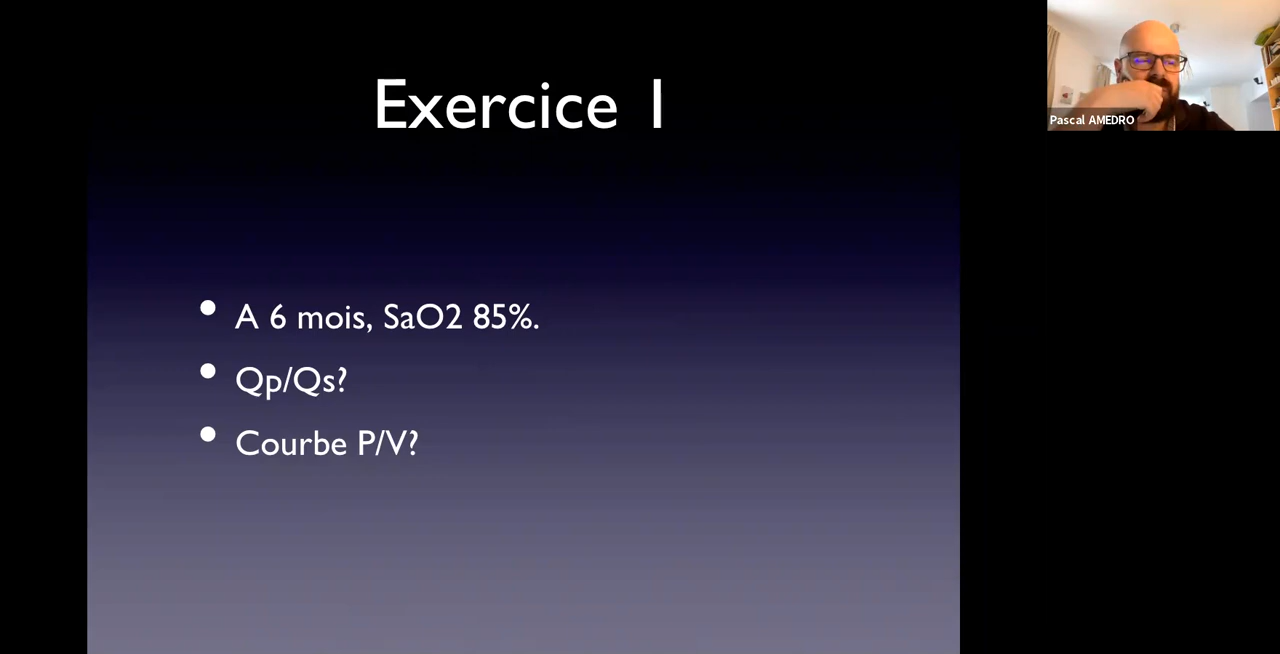 Exercice 1
• A 6 mois, SaO2 85%.
• Qp/Qs?
• Courbe P/V?
Pascal AMEDRO